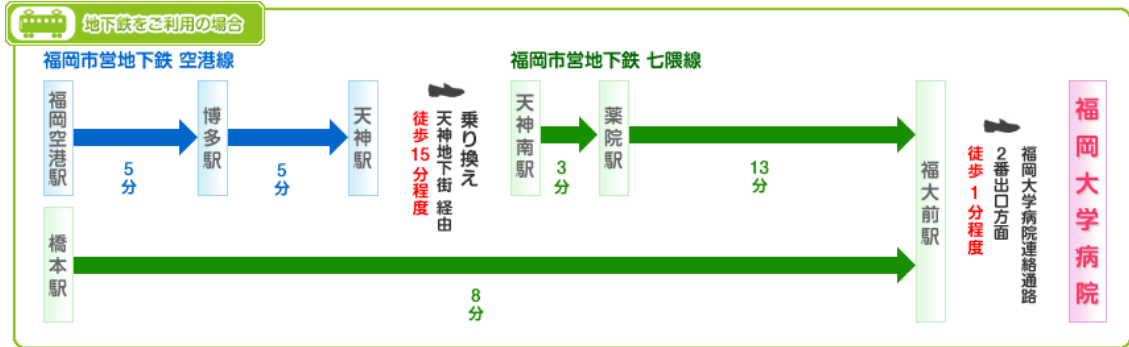 地下鉄をご利用の場合
福岡市営地下鉄 空港線
福岡市営地下鉄 七隈線
福岡空港駅
5分
博多駅
5分
天神駅
乗り換え
天神地下街 経由
徒歩15分程度
天神南駅
3分
薬院駅
13分
福大前駅
福岡大学病院連絡通路
2番出口方面
徒歩1分程度
福岡大学病院
橋本駅
8分